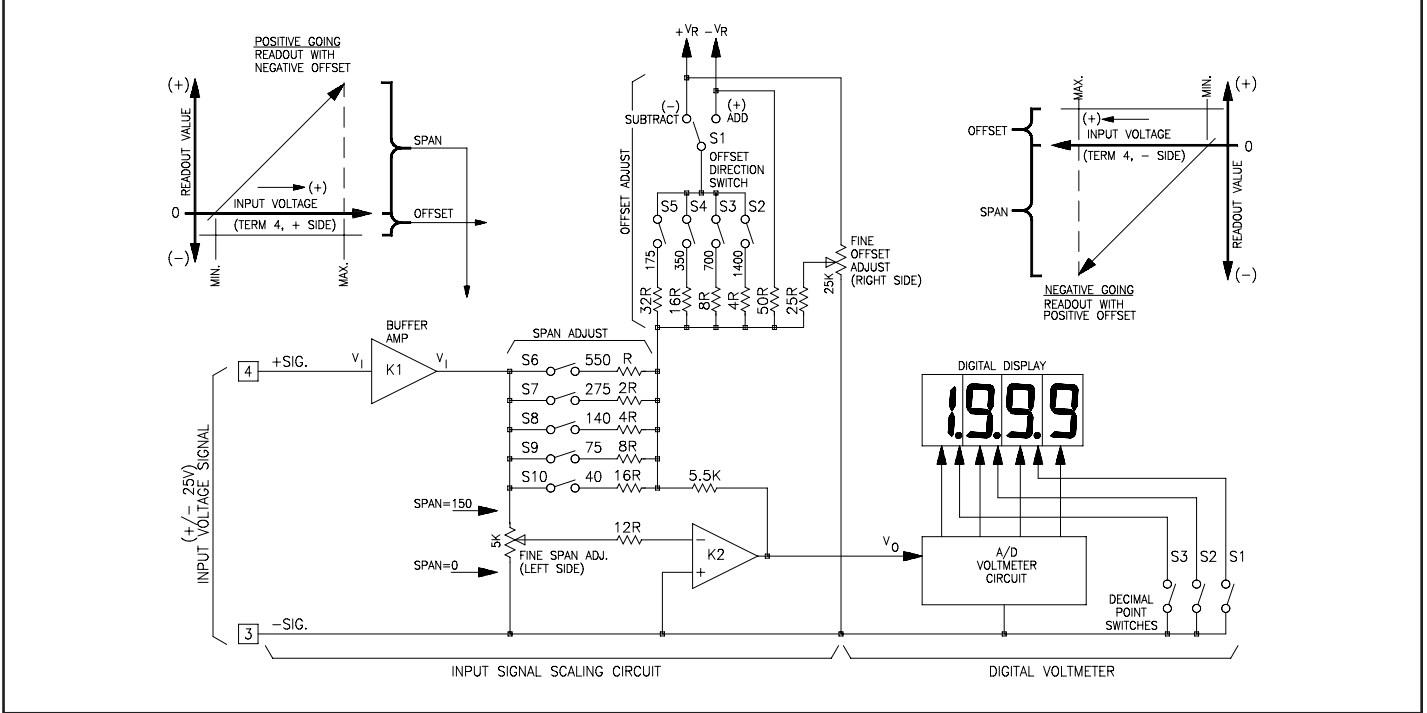 POSITIVE GOING
READOUT WITH
NEGATIVE OFFSET
(+)
READOUT VALUE
0
(−)
(+)
INPUT VOLTAGE
(TERM 4, + SIDE)
MIN.
MAX.
SPAN
OFFSET
+VR −VR
OFFSET ADJUST
(−)
SUBTRACT
(+)
ADD
S1
OFFSET
DIRECTION
SWITCH
S5 S4 S3 S2
175 350 700 1400
32R 16R 8R 4R 50R 25R
25K
FINE
OFFSET
ADJUST
(RIGHT SIDE)
MAX.
MIN.
(+)
(+)
INPUT VOLTAGE
(TERM 4, − SIDE)
0
OFFSET
SPAN
READOUT VALUE
(−)
NEGATIVE GOING
READOUT WITH
POSITIVE OFFSET
BUFFER
AMP
SPAN ADJUST
4
+SIG.
VI
K1
VI
S6 550 R
S7 275 2R
S8 140 4R
S9 75 8R
S10 40 16R
5.5K
SPAN=150
5K
12R
FINE SPAN ADJ.
(LEFT SIDE)
SPAN=0
−
K2
+
(+/− 25V)
INPUT VOLTAGE SIGNAL
3
−SIG.
DIGITAL DISPLAY
1.9.9.9
VO
A/D
VOLTMETER
CIRCUIT
S3 S2 S1
DECIMAL
POINT
SWITCHES
INPUT SIGNAL SCALING CIRCUIT
DIGITAL VOLTMETER